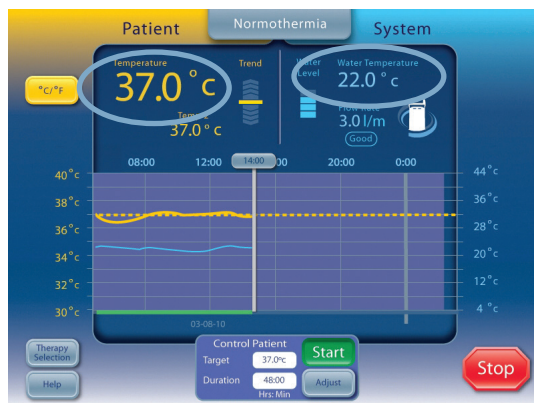 Patient
Normothermia
System
Temperature
37.0 °c
Trend
37.0 °c
Water
Level
Water Temperature
22.0 °c
Flow Rate
3.0 l/m
Good
°C/°F
08:00
12:00
14:00
20:00
0:00
40°c
38°c
36°c
34°c
32°c
30°c
44°c
36°c
28°c
20°c
12°c
4°c
03-08-10
Control Patient
Target
37.0°c
Start
Duration
48:00
Hrs: Min
Adjust
Therapy
Selection
Help
Stop